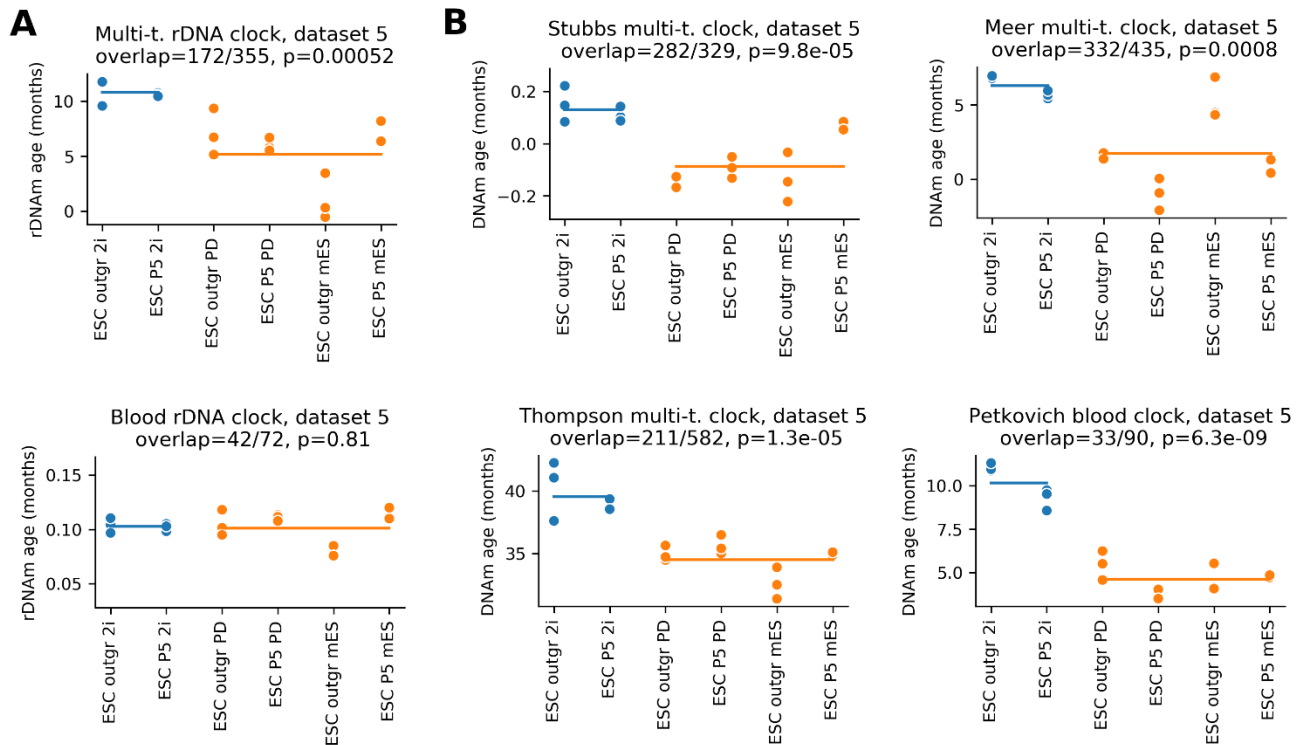 A
Multi-t. rDNA clock, dataset 5
overlap=172/355, p=0.00052
rDNAm age (months)
10
5
0
ESC outgr 2i
ESC P5 2i
ESC outgr PD
ESC P5 PD
ESC outgr mES
ESC P5 mES
B
Stubbs multi-t. clock, dataset 5
overlap=282/329, p=9.8e-05
DNAm age (months)
0.2
0.0
−0.2
ESC outgr 2i
ESC P5 2i
ESC outgr PD
ESC P5 PD
ESC outgr mES
ESC P5 mES
Meer multi-t. clock, dataset 5
overlap=332/435, p=0.0008
DNAm age (months)
5
0
ESC outgr 2i
ESC P5 2i
ESC outgr PD
ESC P5 PD
ESC outgr mES
ESC P5 mES
Blood rDNA clock, dataset 5
overlap=42/72, p=0.81
rDNAm age (months)
0.15
0.10
0.05
ESC outgr 2i
ESC P5 2i
ESC outgr PD
ESC P5 PD
ESC outgr mES
ESC P5 mES
Thompson multi-t. clock, dataset 5
overlap=211/582, p=1.3e-05
DNAm age (months)
40
35
ESC outgr 2i
ESC P5 2i
ESC outgr PD
ESC P5 PD
ESC outgr mES
ESC P5 mES
Petkovich blood clock, dataset 5
overlap=33/90, p=6.3e-09
DNAm age (months)
10.0
7.5
5.0
ESC outgr 2i
ESC P5 2i
ESC outgr PD
ESC P5 PD
ESC outgr mES
ESC P5 mES